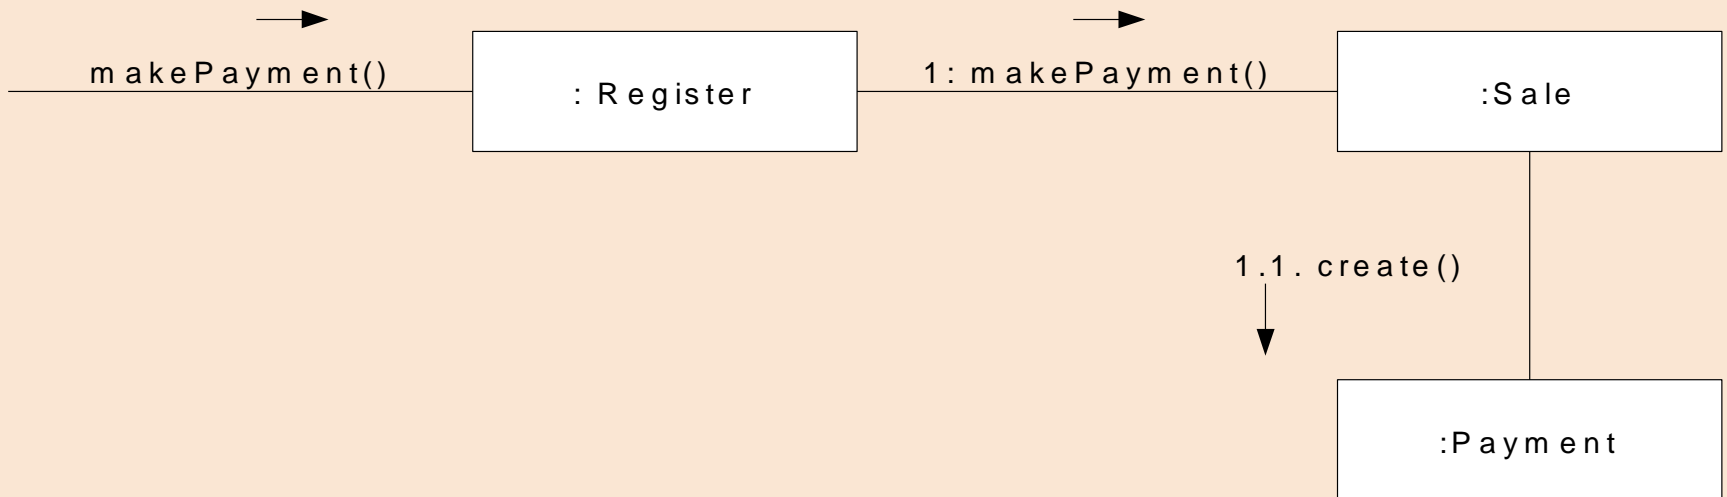 makePayment()
: Register
1: makePayment()
:Sale
1.1. create()
:Payment